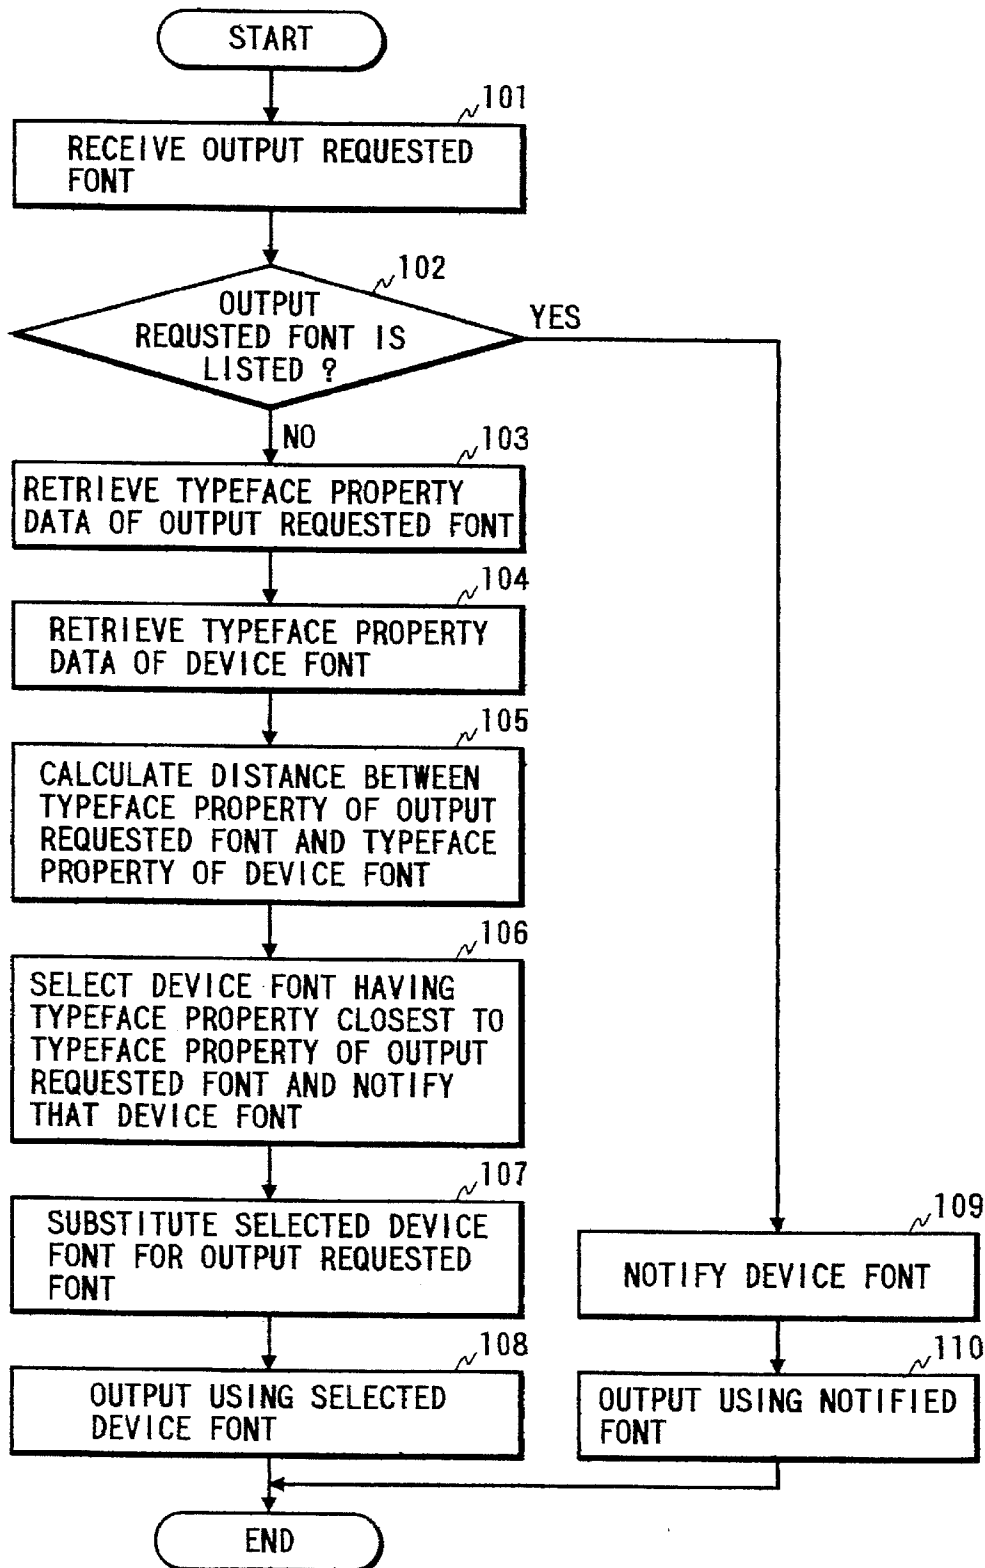 START
101
RECEIVE OUTPUT REQUESTED
FONT
102
OUTPUT
REQUSTED FONT IS
LISTED ?
YES
NO
103
RETRIEVE TYPEFACE PROPERTY
DATA OF OUTPUT REQUESTED FONT
104
RETRIEVE TYPEFACE PROPERTY
DATA OF DEVICE FONT
105
CALCULATE DISTANCE BETWEEN
TYPEFACE PROPERTY OF OUTPUT
REQUESTED FONT AND TYPEFACE
PROPERTY OF DEVICE FONT
106
SELECT DEVICE FONT HAVING
TYPEFACE PROPERTY CLOSEST TO
TYPEFACE PROPERTY OF OUTPUT
REQUESTED FONT AND NOTIFY
THAT DEVICE FONT
107
SUBSTITUTE SELECTED DEVICE
FONT FOR OUTPUT REQUESTED
FONT
108
OUTPUT USING SELECTED
DEVICE FONT
109
NOTIFY DEVICE FONT
110
OUTPUT USING NOTIFIED
FONT
END